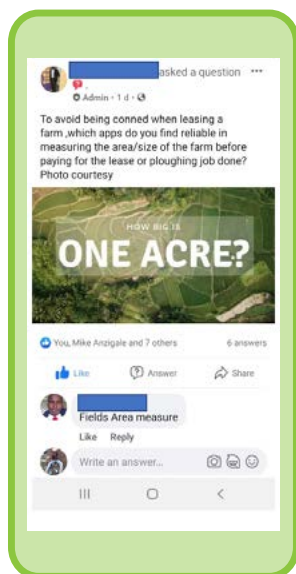 asked a question
Admin · 1 d ·
To avoid being conned when leasing a
farm ,which apps do you find reliable in
measuring the area/size of the farm before
paying for the lease or ploughing job done?
Photo courtesy
HOW BIG IS
ONE ACRE?
You, Mike Anzigale and 7 others 6 answers
Like Answer Share
Fields Area measure
Like Reply
Write an answer...